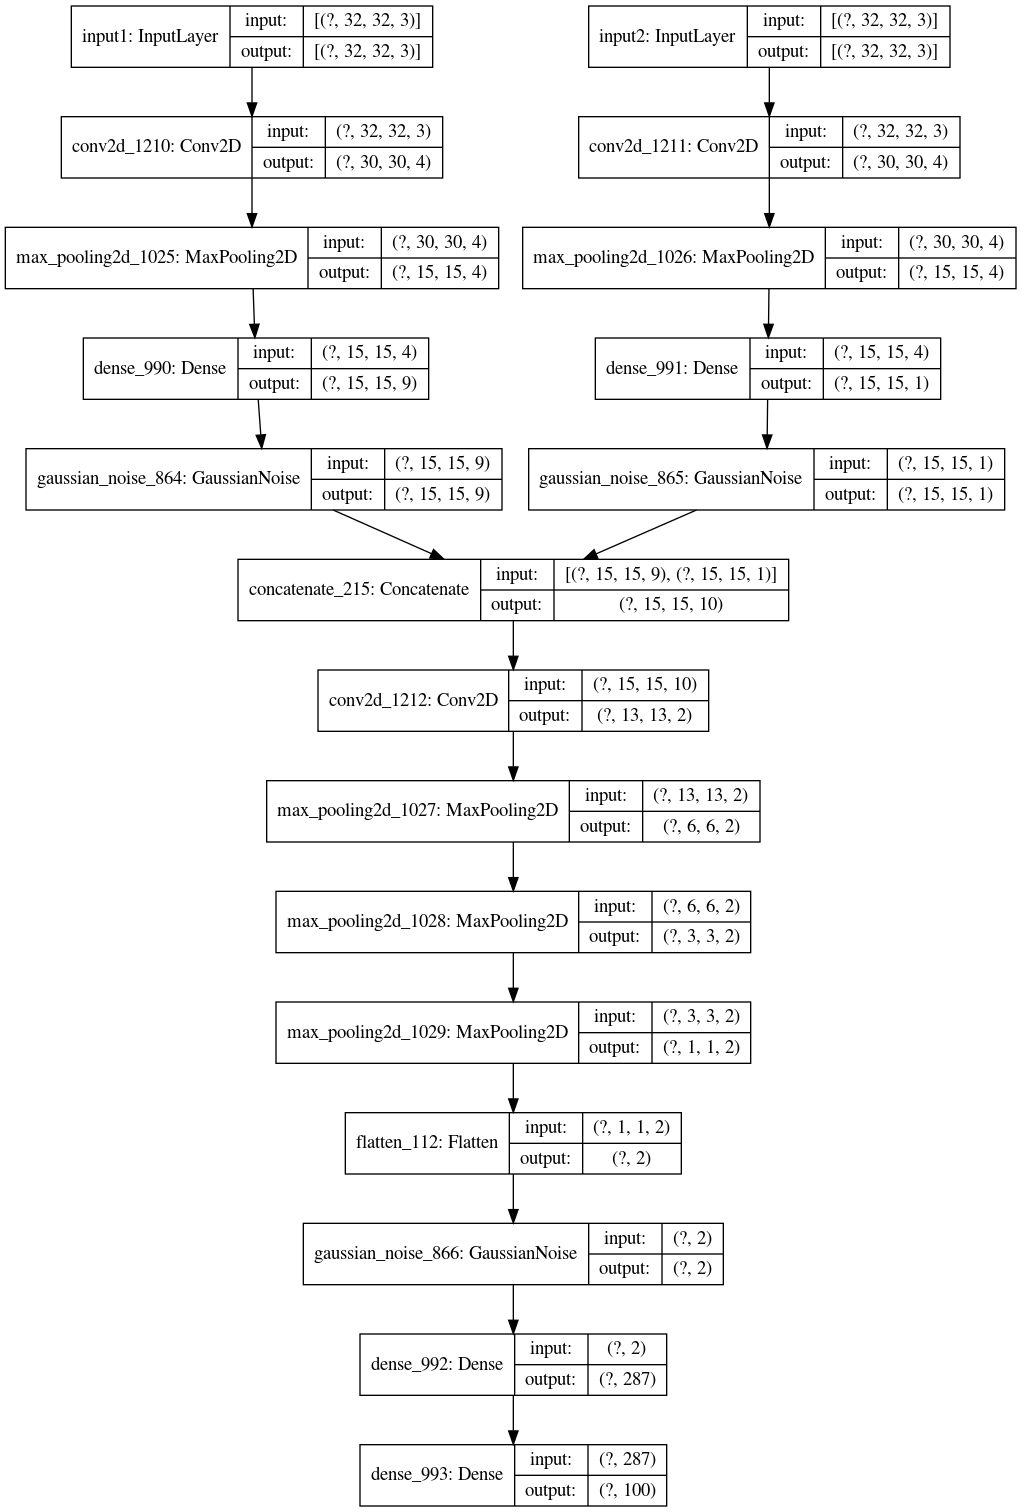 input1: InputLayer input: [(?, 32, 32, 3)]
output: [(?, 32, 32, 3)]
input2: InputLayer input: [(?, 32, 32, 3)]
output: [(?, 32, 32, 3)]
conv2d_1210: Conv2D input: (?, 32, 32, 3)
output: (?, 30, 30, 4)
conv2d_1211: Conv2D input: (?, 32, 32, 3)
output: (?, 30, 30, 4)
max_pooling2d_1025: MaxPooling2D input: (?, 30, 30, 4)
output: (?, 15, 15, 4)
max_pooling2d_1026: MaxPooling2D input: (?, 30, 30, 4)
output: (?, 15, 15, 4)
dense_990: Dense input: (?, 15, 15, 4)
output: (?, 15, 15, 9)
dense_991: Dense input: (?, 15, 15, 4)
output: (?, 15, 15, 1)
gaussian_noise_864: GaussianNoise input: (?, 15, 15, 9)
output: (?, 15, 15, 9)
gaussian_noise_865: GaussianNoise input: (?, 15, 15, 1)
output: (?, 15, 15, 1)
concatenate_215: Concatenate input: [(?, 15, 15, 9), (?, 15, 15, 1)]
output: (?, 15, 15, 10)
conv2d_1212: Conv2D input: (?, 15, 15, 10)
output: (?, 13, 13, 2)
max_pooling2d_1027: MaxPooling2D input: (?, 13, 13, 2)
output: (?, 6, 6, 2)
max_pooling2d_1028: MaxPooling2D input: (?, 6, 6, 2)
output: (?, 3, 3, 2)
max_pooling2d_1029: MaxPooling2D input: (?, 3, 3, 2)
output: (?, 1, 1, 2)
flatten_112: Flatten input: (?, 1, 1, 2)
output: (?, 2)
gaussian_noise_866: GaussianNoise input: (?, 2)
output: (?, 2)
dense_992: Dense input: (?, 2)
output: (?, 287)
dense_993: Dense input: (?, 287)
output: (?, 100)